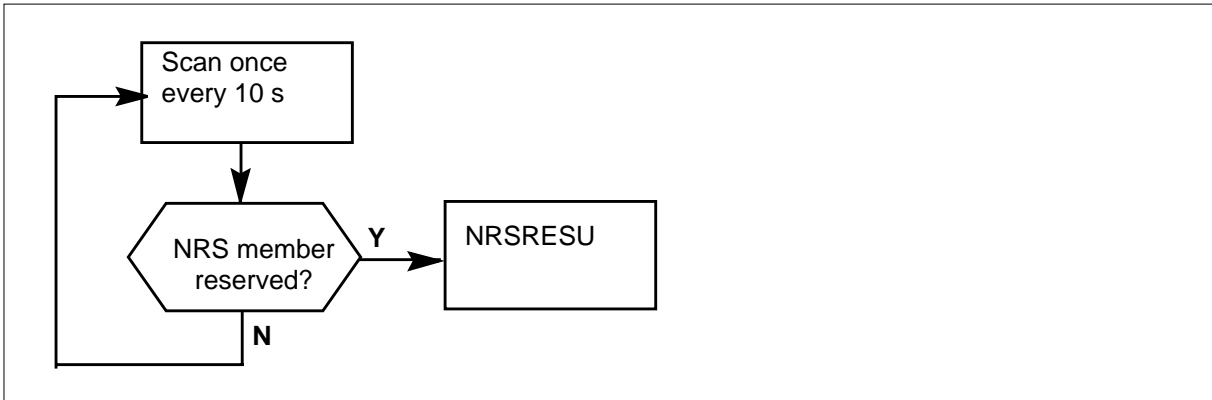 Scan once
every 10 s
NRS member
reserved?
Y
NRSRESU
N